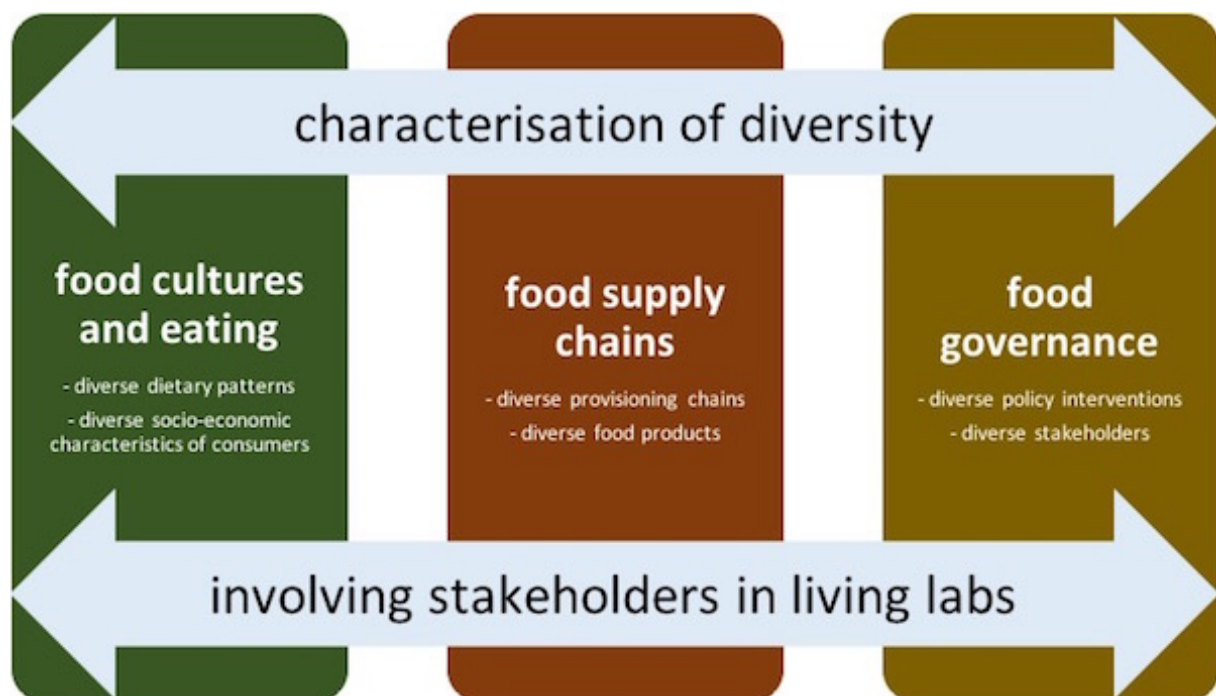 characterisation of diversity
food cultures
and eating
- diverse dietary patterns
- diverse socio-economic
characteristics of consumers
food supply
chains
- diverse provisioning chains
- diverse food products
food
governance
- diverse policy interventions
- diverse stakeholders
involving stakeholders in living labs